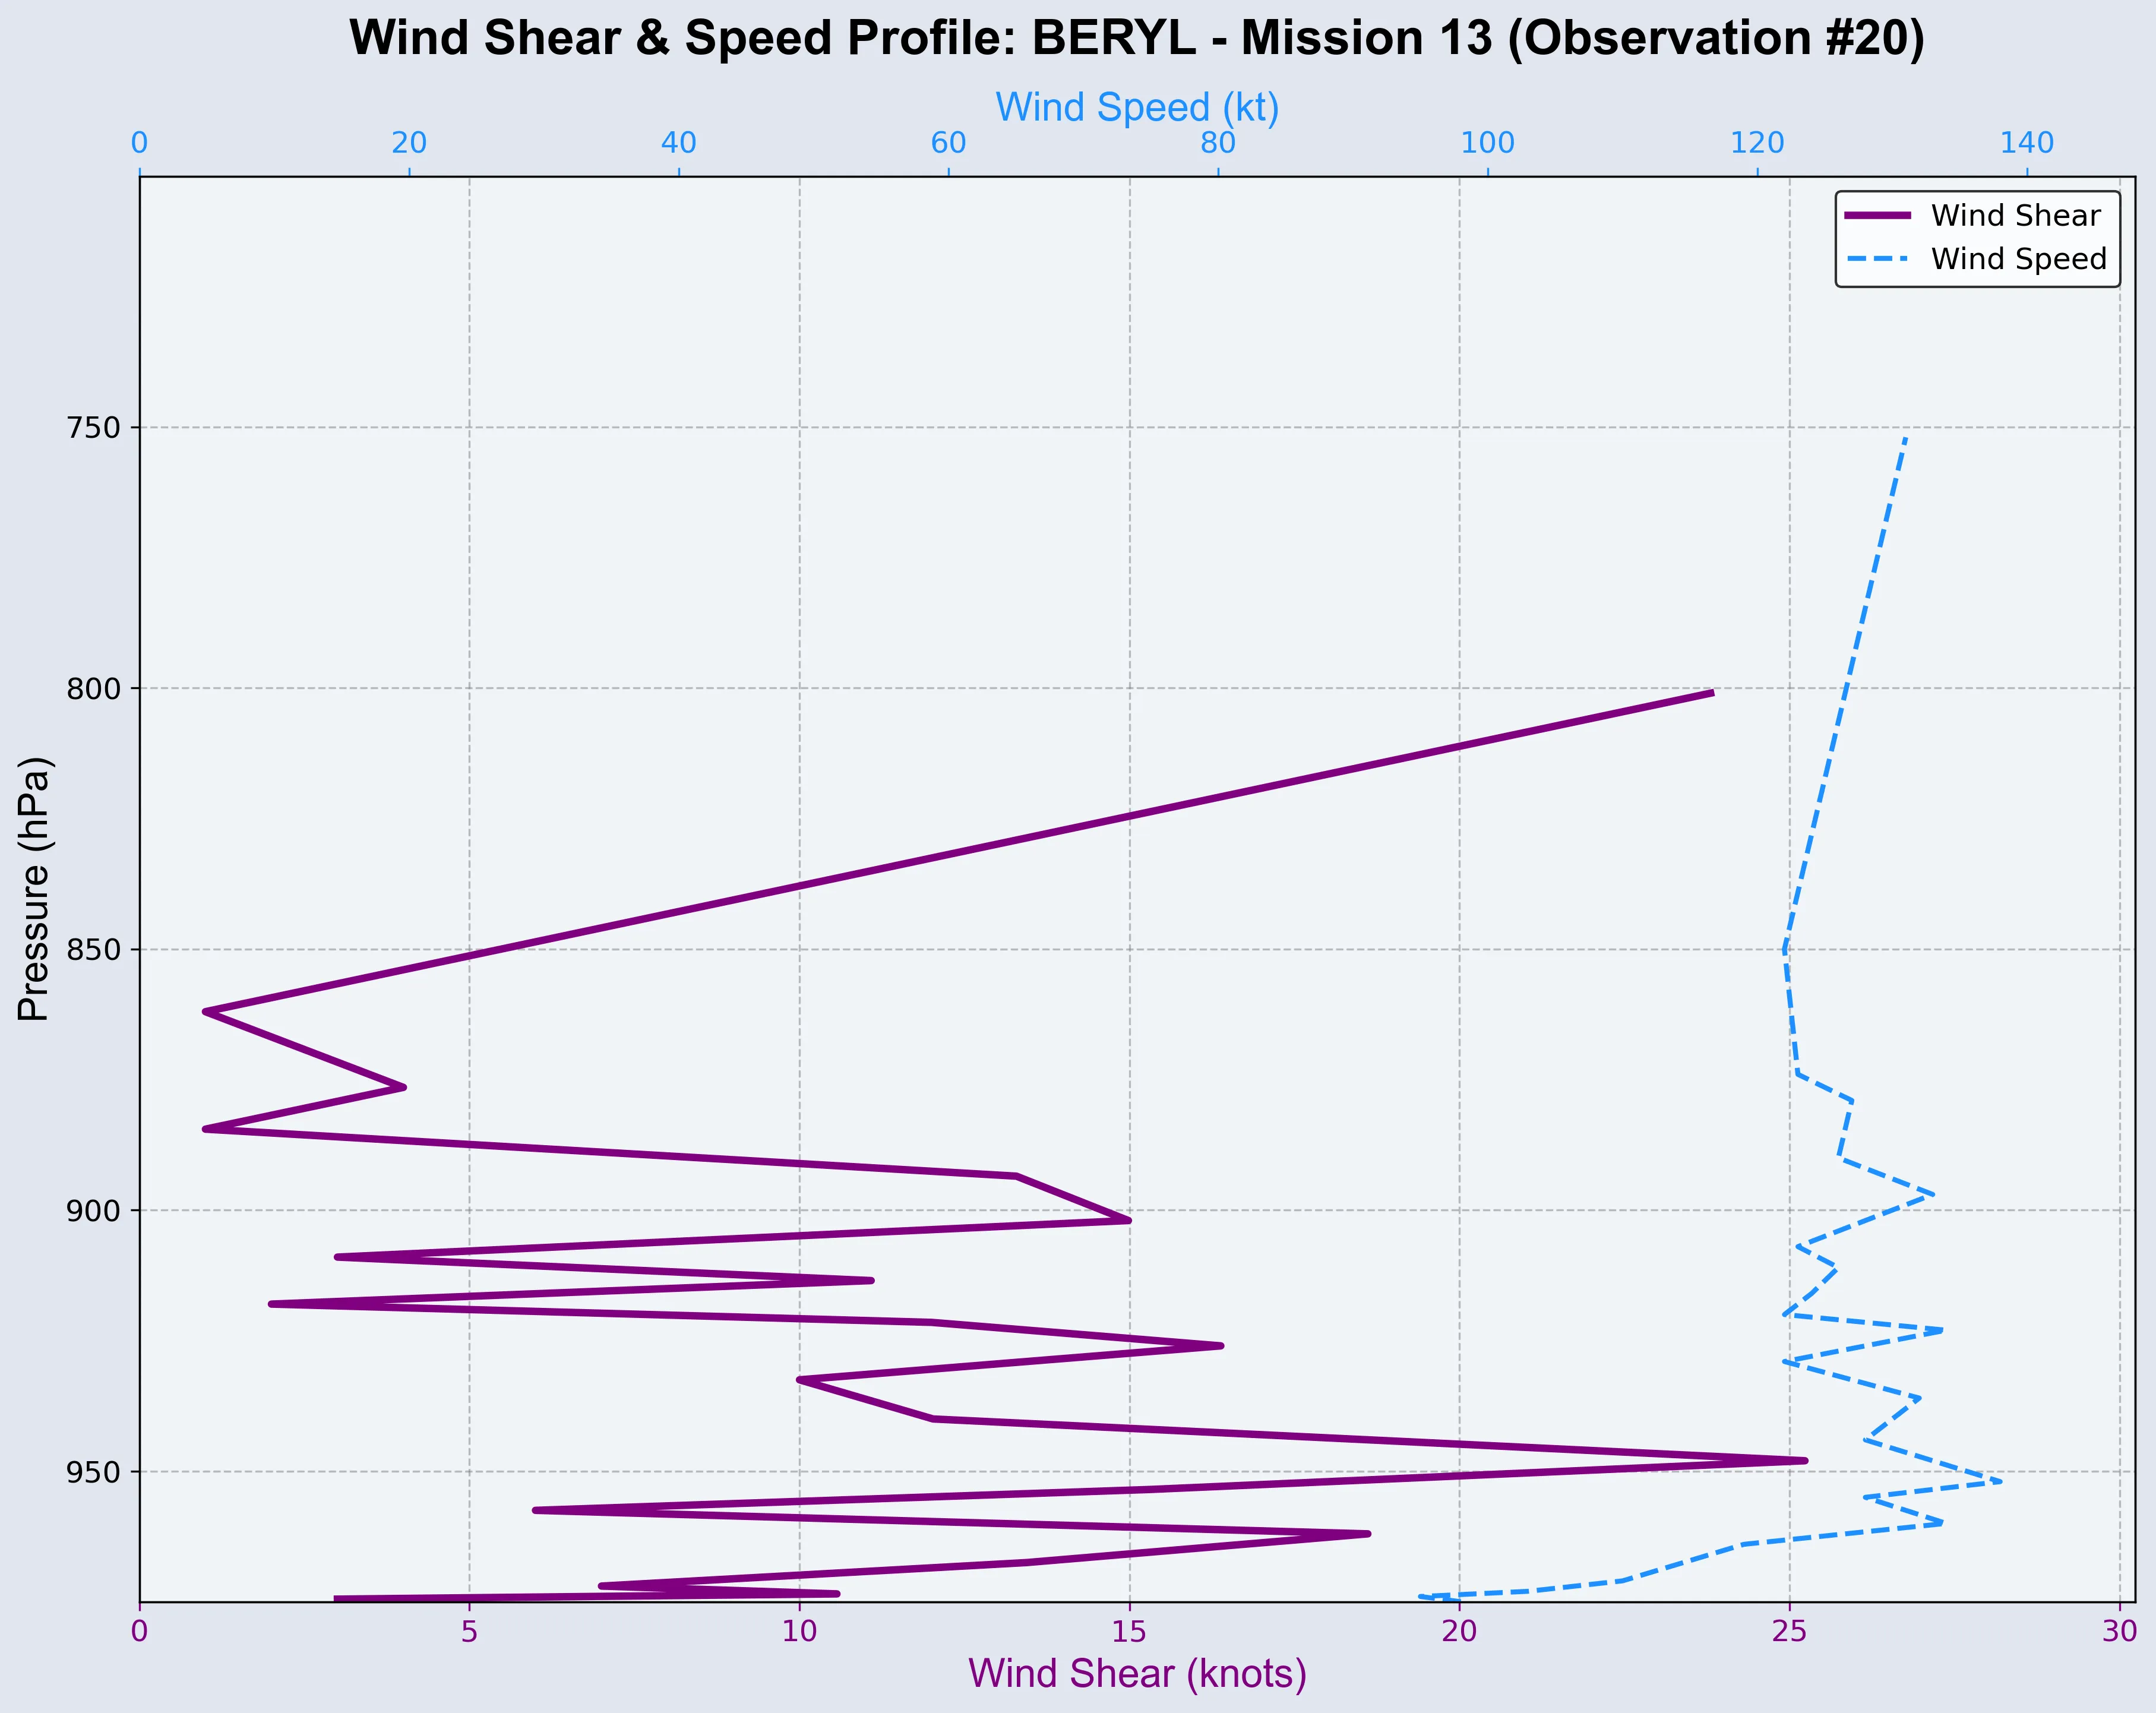 Wind Shear & Speed Profile: BERYL - Mission 13 (Observation #20)
Wind Speed (kt)
0 20 40 60 80 100 120 140
Wind Shear
Wind Speed
750
800
850
900
950
Pressure (hPa)
0 5 10 15 20 25 30
Wind Shear (knots)